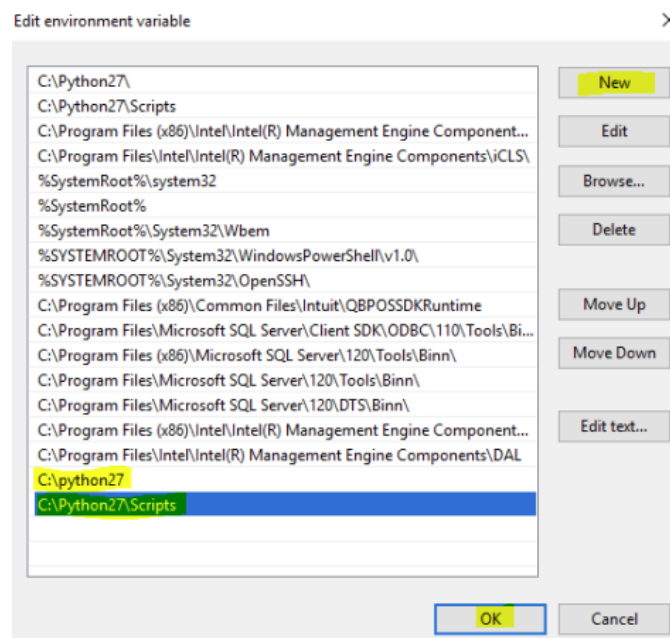 Edit environment variable
C:\Python27\
New
C:\Python27\Scripts
C:\Program Files (x86)\Intel\Intel(R) Management Engine Component...
Edit
C:\Program Files\Intel\Intel(R) Management Engine Components\iCLS\
%SystemRoot%\system32
Browse...
%SystemRoot%
%SystemRoot%\System32\Wbem
Delete
%SYSTEMROOT%\System32\WindowsPowerShell\v1.0\
%SYSTEMROOT%\System32\OpenSSH\
C:\Program Files (x86)\Common Files\Intuit\QBPOSSDKRuntime
Move Up
C:\Program Files\Microsoft SQL Server\Client SDK\ODBC\110\Tools\Bi...
C:\Program Files (x86)\Microsoft SQL Server\120\Tools\Binn\
Move Down
C:\Program Files\Microsoft SQL Server\120\Tools\Binn\
C:\Program Files\Microsoft SQL Server\120\DTS\Binn\
C:\Program Files (x86)\Intel\Intel(R) Management Engine Component...
Edit text...
C:\Program Files\Intel\Intel(R) Management Engine Components\DAL
C:\python27
C:\Python27\Scripts
OK
Cancel